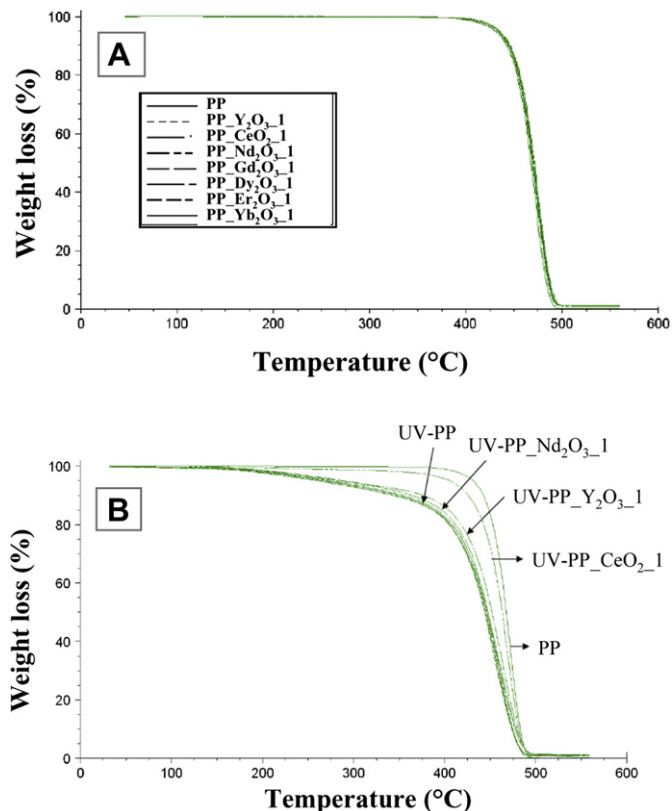 A
PP
PP_Y₂O₃_1
PP_CeO₂_1
PP_Nd₂O₃_1
PP_Gd₂O₃_1
PP_Dy₂O₃_1
PP_Er₂O₃_1
PP_Yb₂O₃_1
Weight loss (%)
100
80
60
40
20
0
0 100 200 300 400 500 600
Temperature (°C)
B
UV-PP
UV-PP_Nd₂O₃_1
UV-PP_Y₂O₃_1
UV-PP_CeO₂_1
PP
Weight loss (%)
100
80
60
40
20
0
0 100 200 300 400 500 600
Temperature (°C)